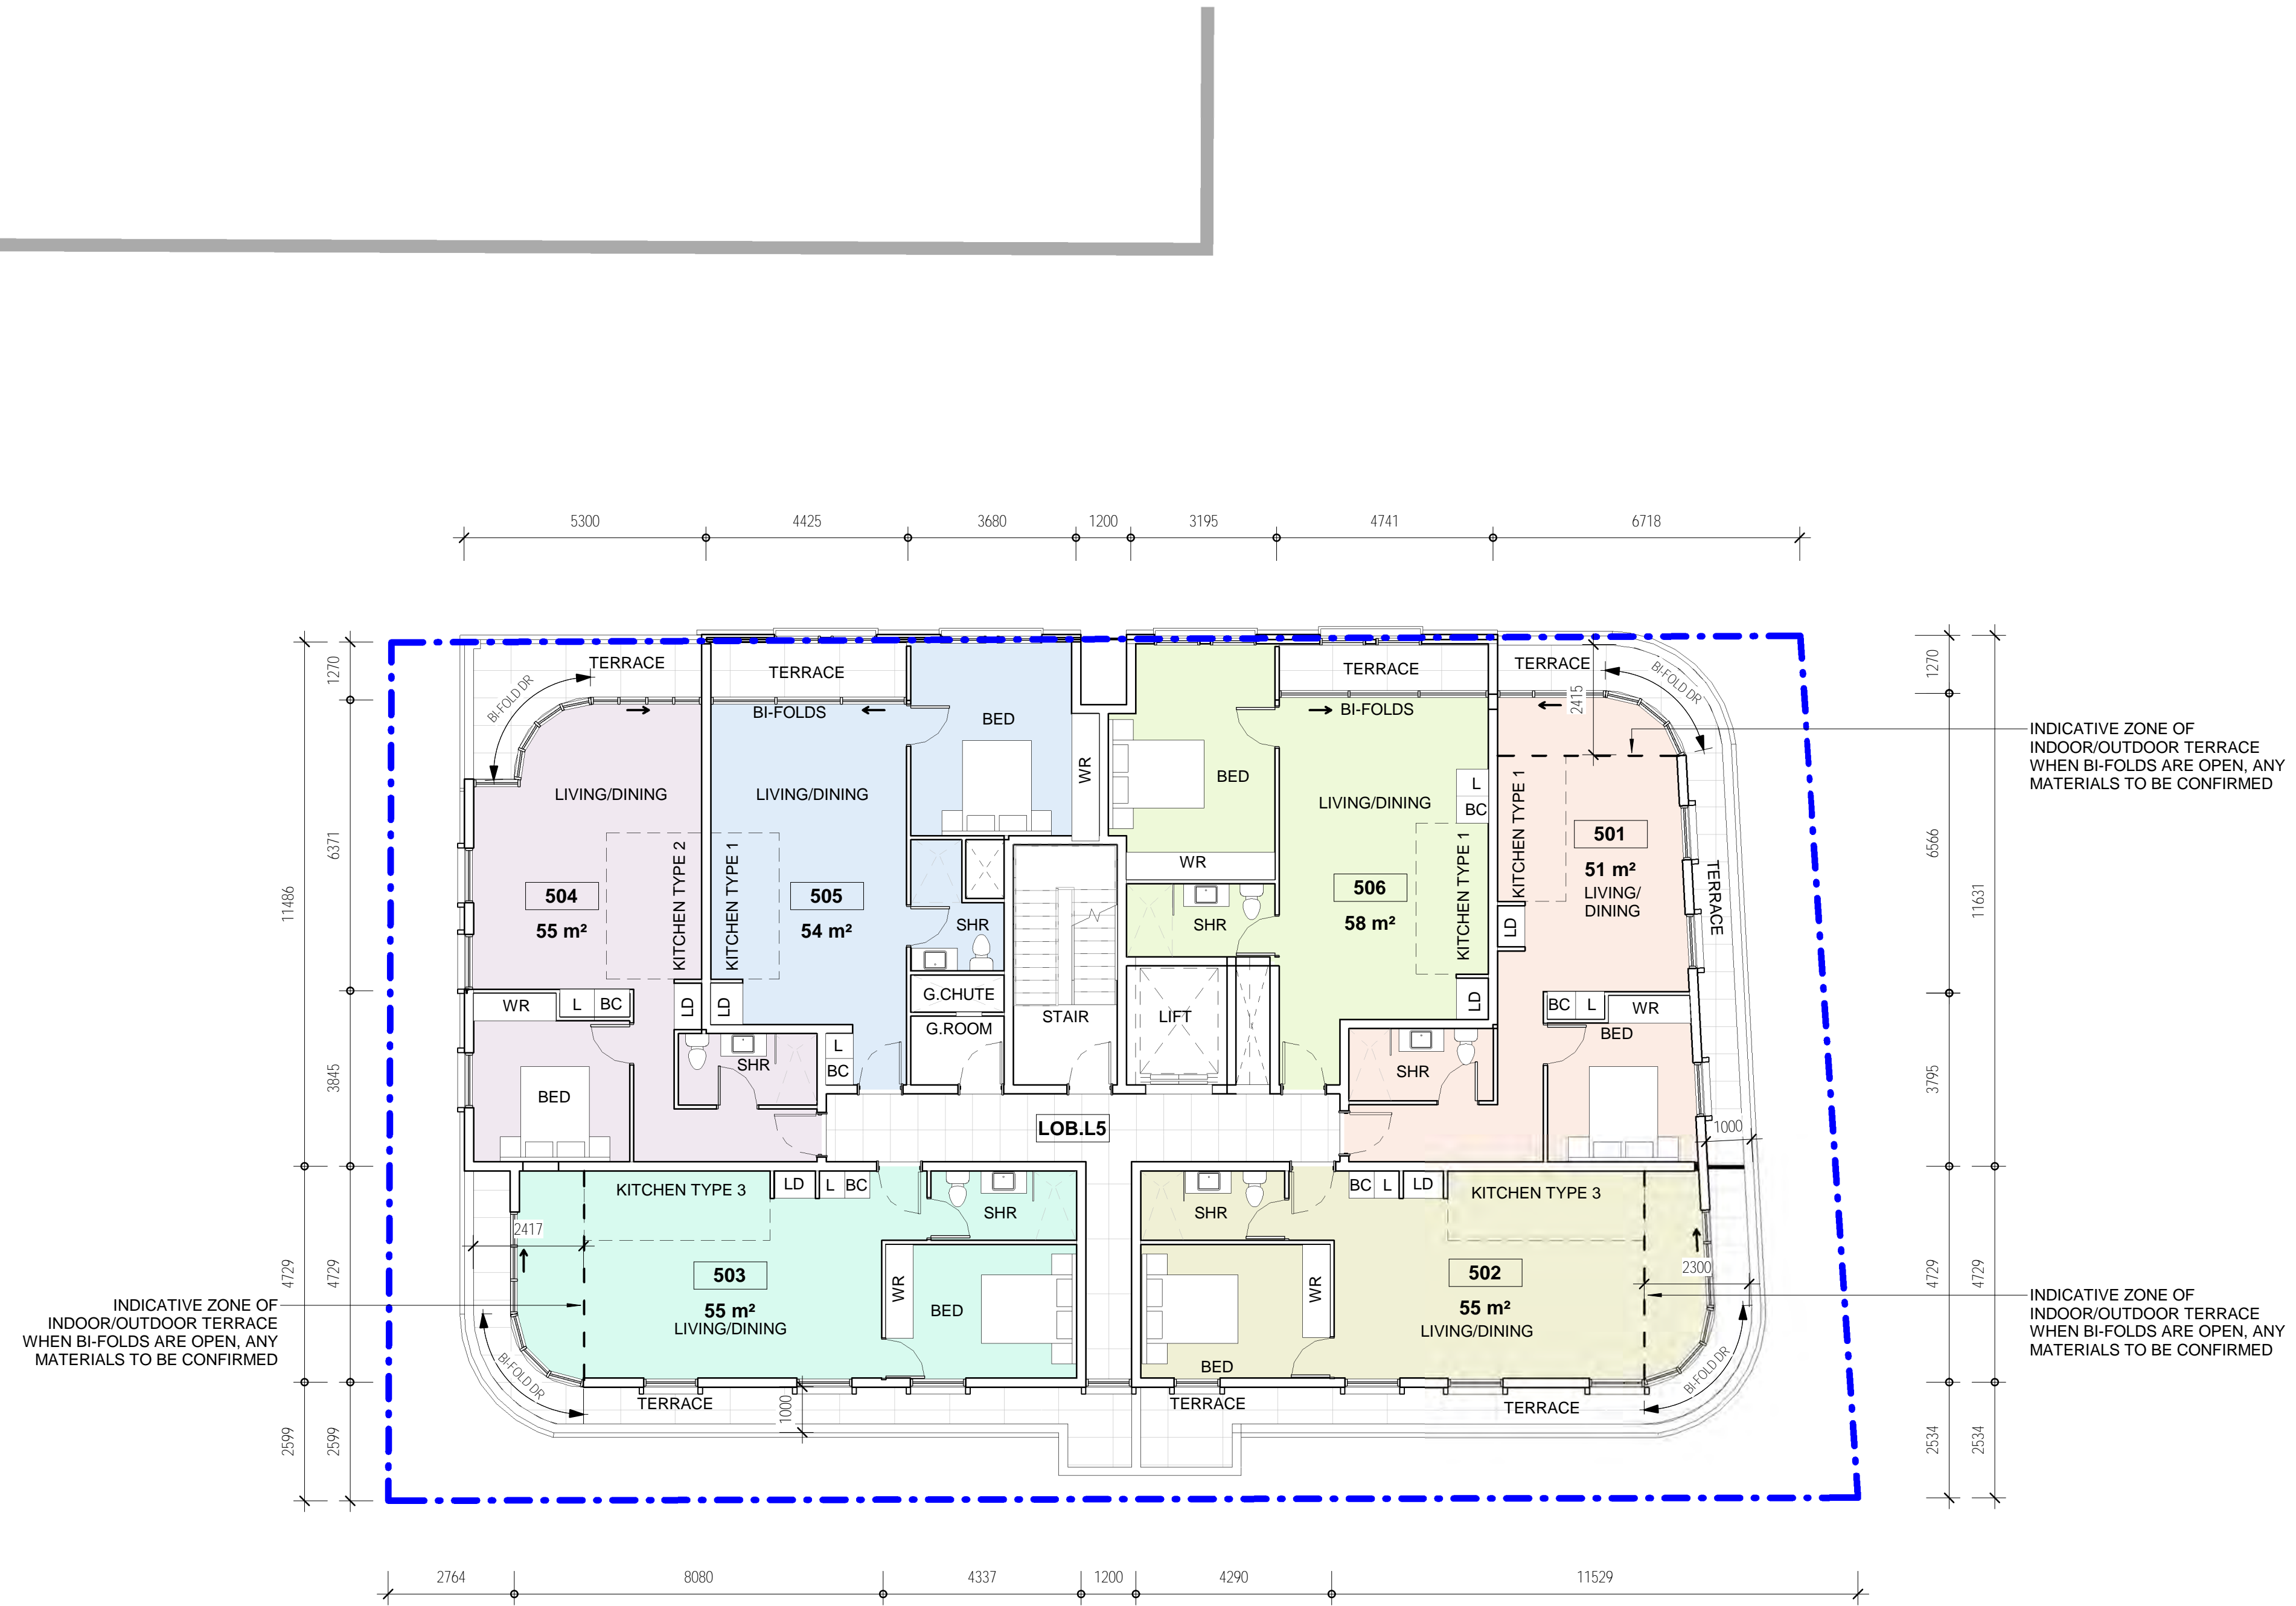 5300
4425
3680
1200
3195
4741
6718
1270
6371
3845
4729
2599
11486
4729
2599
1270
6566
3795
4729
2534
11631
4729
2534
TERRACE
BI-FOLD DR
LIVING/DINING
KITCHEN TYPE 2
504
55 m²
WR
L
BC
LD
BED
SHR
TERRACE
BI-FOLDS
LIVING/DINING
KITCHEN TYPE 1
505
54 m²
LD
L
BC
BED
WR
SHR
G.CHUTE
G.ROOM
STAIR
LIFT
BED
WR
SHR
TERRACE
BI-FOLDS
LIVING/DINING
L
BC
KITCHEN TYPE 1
506
58 m²
LD
TERRACE
BI-FOLD DR
2415
INDICATIVE ZONE OF
INDOOR/OUTDOOR TERRACE
WHEN BI-FOLDS ARE OPEN, ANY
MATERIALS TO BE CONFIRMED
KITCHEN TYPE 1
501
51 m²
LIVING/
DINING
TERRACE
LD
BC
L
WR
BED
SHR
1000
LOB.L5
KITCHEN TYPE 3
LD
L
BC
SHR
2417
503
55 m²
LIVING/DINING
WR
BED
INDICATIVE ZONE OF
INDOOR/OUTDOOR TERRACE
WHEN BI-FOLDS ARE OPEN, ANY
MATERIALS TO BE CONFIRMED
BI-FOLD DR
TERRACE
1000
SHR
BC
L
LD
KITCHEN TYPE 3
502
55 m²
LIVING/DINING
WR
BED
2300
INDICATIVE ZONE OF
INDOOR/OUTDOOR TERRACE
WHEN BI-FOLDS ARE OPEN, ANY
MATERIALS TO BE CONFIRMED
BI-FOLD DR
TERRACE
TERRACE
2764
8080
4337
1200
4290
11529